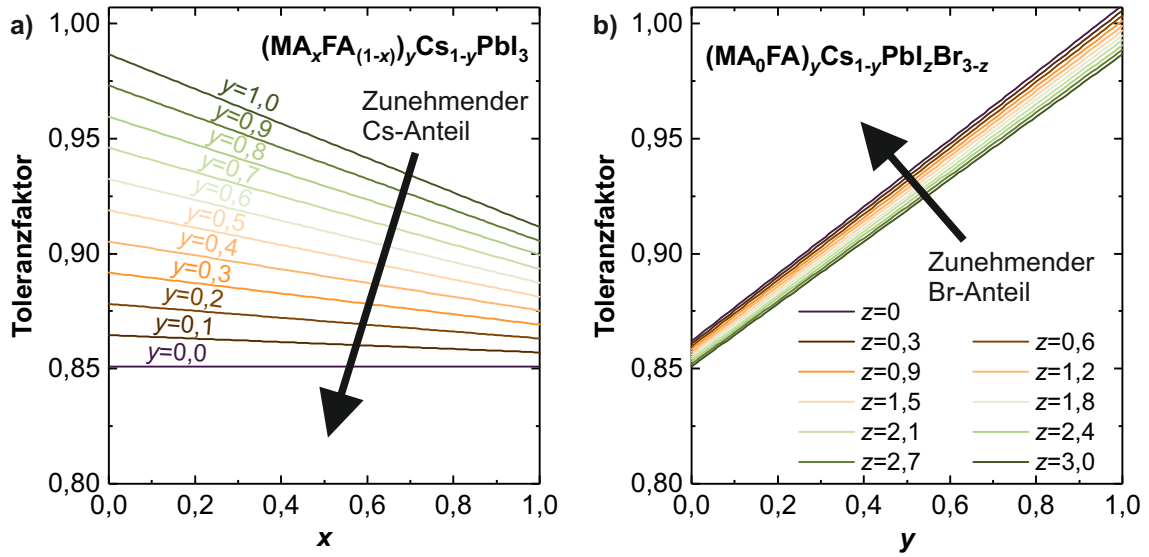 a)
(MAxFA(1-x))yCs1-yPbI3
Zunehmender
Cs-Anteil
y=1,0
y=0,9
y=0,8
y=0,7
y=0,6
y=0,5
y=0,4
y=0,3
y=0,2
y=0,1
y=0,0
Toleranzfaktor
1,00
0,95
0,90
0,85
0,80
0,0 0,2 0,4 0,6 0,8 1,0
x
b)
(MA0FA)yCs1-yPbIzBr3-z
Zunehmender
Br-Anteil
z=0
z=0,3 z=0,6
z=0,9 z=1,2
z=1,5 z=1,8
z=2,1 z=2,4
z=2,7 z=3,0
Toleranzfaktor
1,00
0,95
0,90
0,85
0,80
0,0 0,2 0,4 0,6 0,8 1,0
y